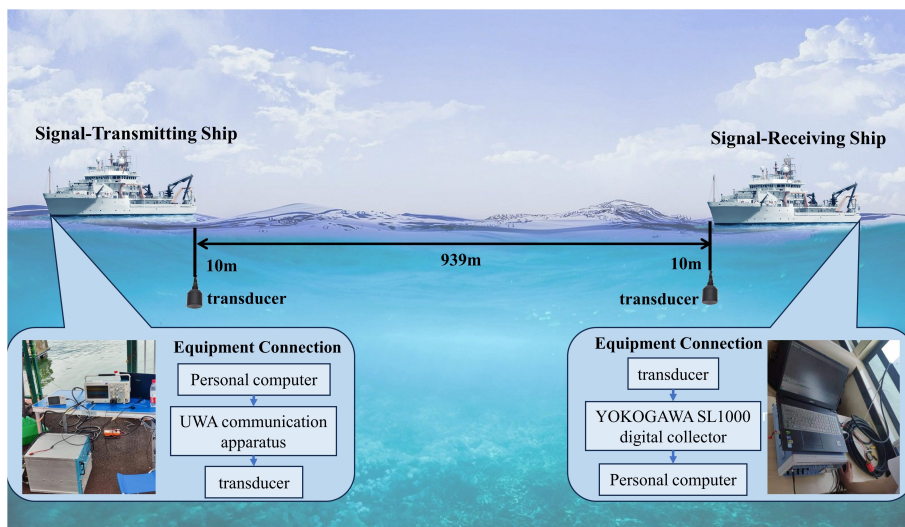 Signal-Transmitting Ship
Signal-Receiving Ship
10m
939m
10m
transducer
transducer
Equipment Connection
Personal computer
UWA communication
apparatus
transducer
Equipment Connection
transducer
YOKOGAWA SL1000
digital collector
Personal computer